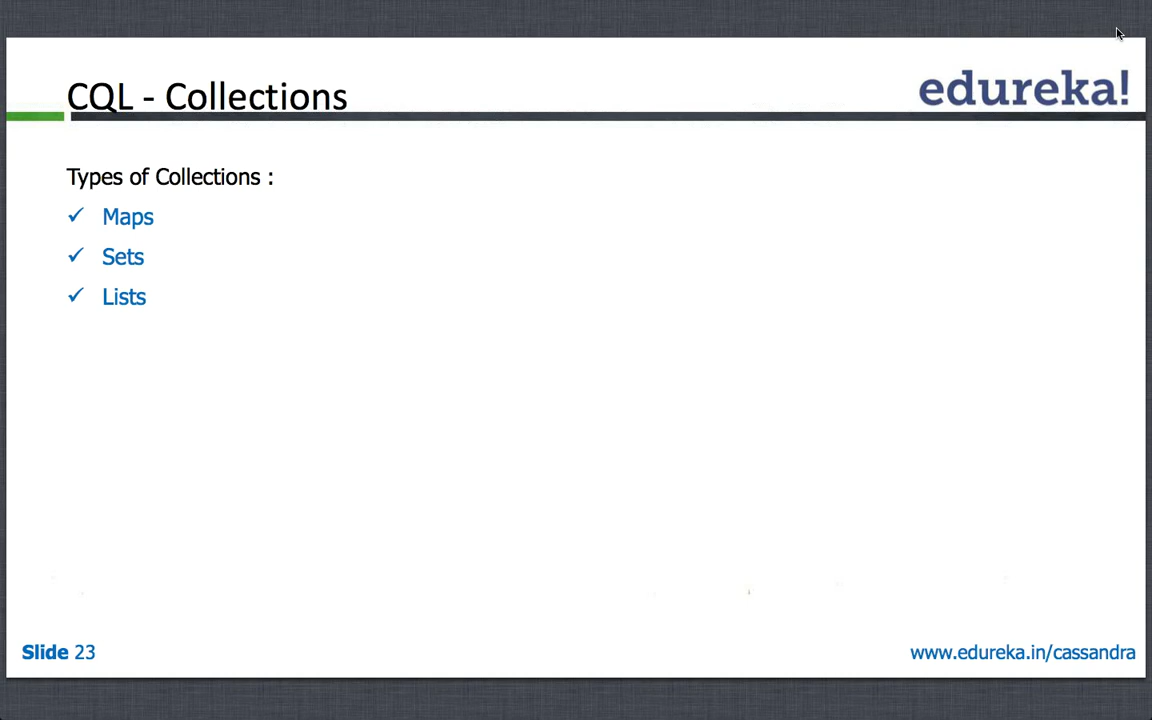 CQL - Collections
edureka!
Types of Collections :
✓ Maps
✓ Sets
✓ Lists
Slide 23
www.edureka.in/cassandra